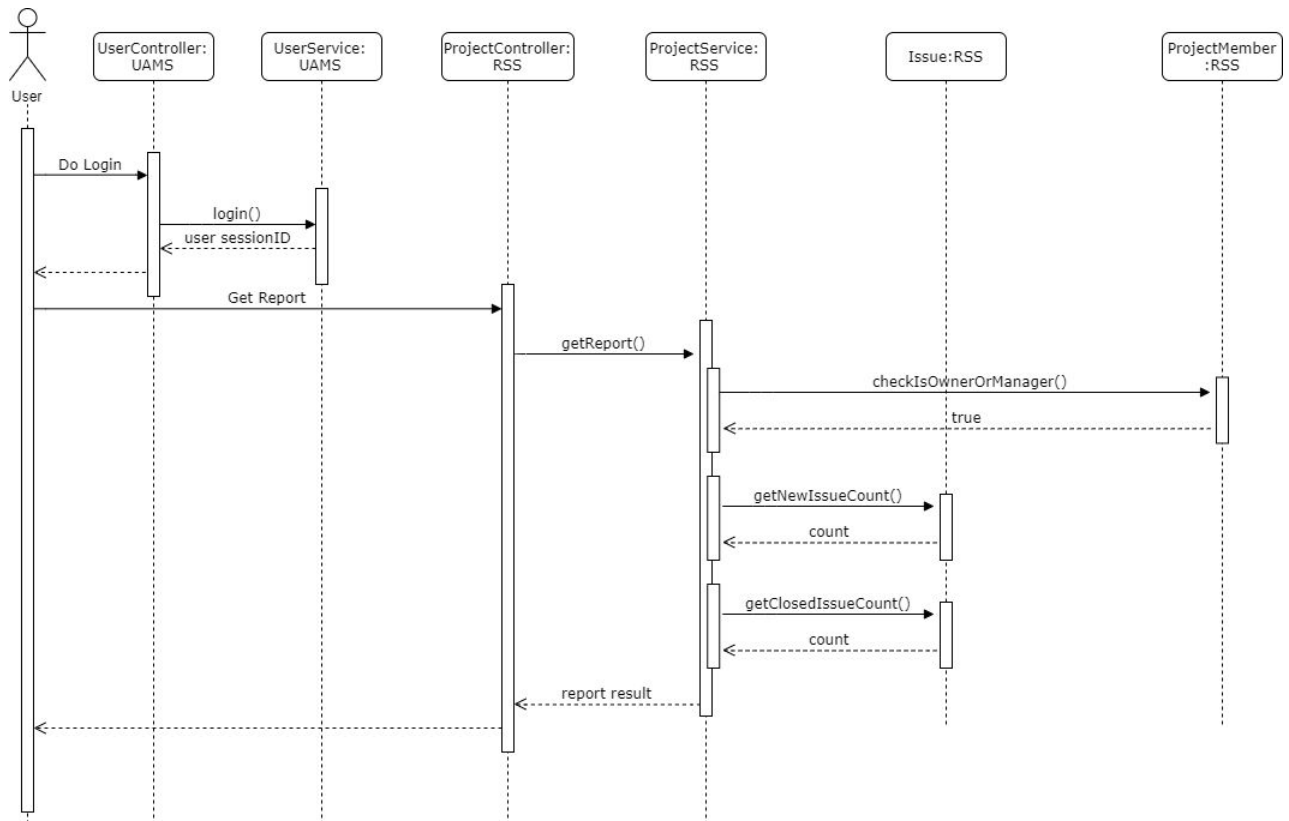 UserController:
UAMS
UserService:
UAMS
ProjectController:
RSS
ProjectService:
RSS
Issue:RSS
ProjectMember
:RSS
User
Do Login
login()
user sessionID
Get Report
getReport()
checkIsOwnerOrManager()
true
getNewIssueCount()
count
getClosedIssueCount()
count
report result